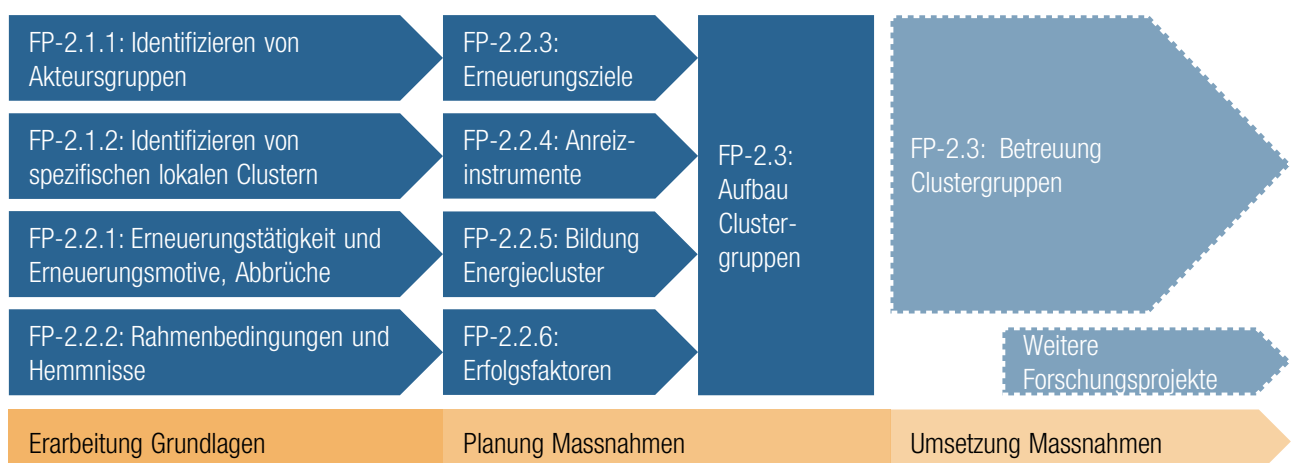 FP-2.1.1: Identifizieren von
Akteursgruppen
FP-2.1.2: Identifizieren von
spezifischen lokalen Clustern
FP-2.2.1: Erneuerungstätigkeit und
Erneuerungsmotive, Abbrüche
FP-2.2.2: Rahmenbedingungen und
Hemmnisse
FP-2.2.3:
Erneuerungsziele
FP-2.2.4: Anreiz-
instrumente
FP-2.2.5: Bildung
Energiecluster
FP-2.2.6:
Erfolgsfaktoren
FP-2.3:
Aufbau
Cluster-
gruppen
FP-2.3: Betreuung
Clustergruppen
Weitere
Forschungsprojekte
Erarbeitung Grundlagen
Planung Massnahmen
Umsetzung Massnahmen